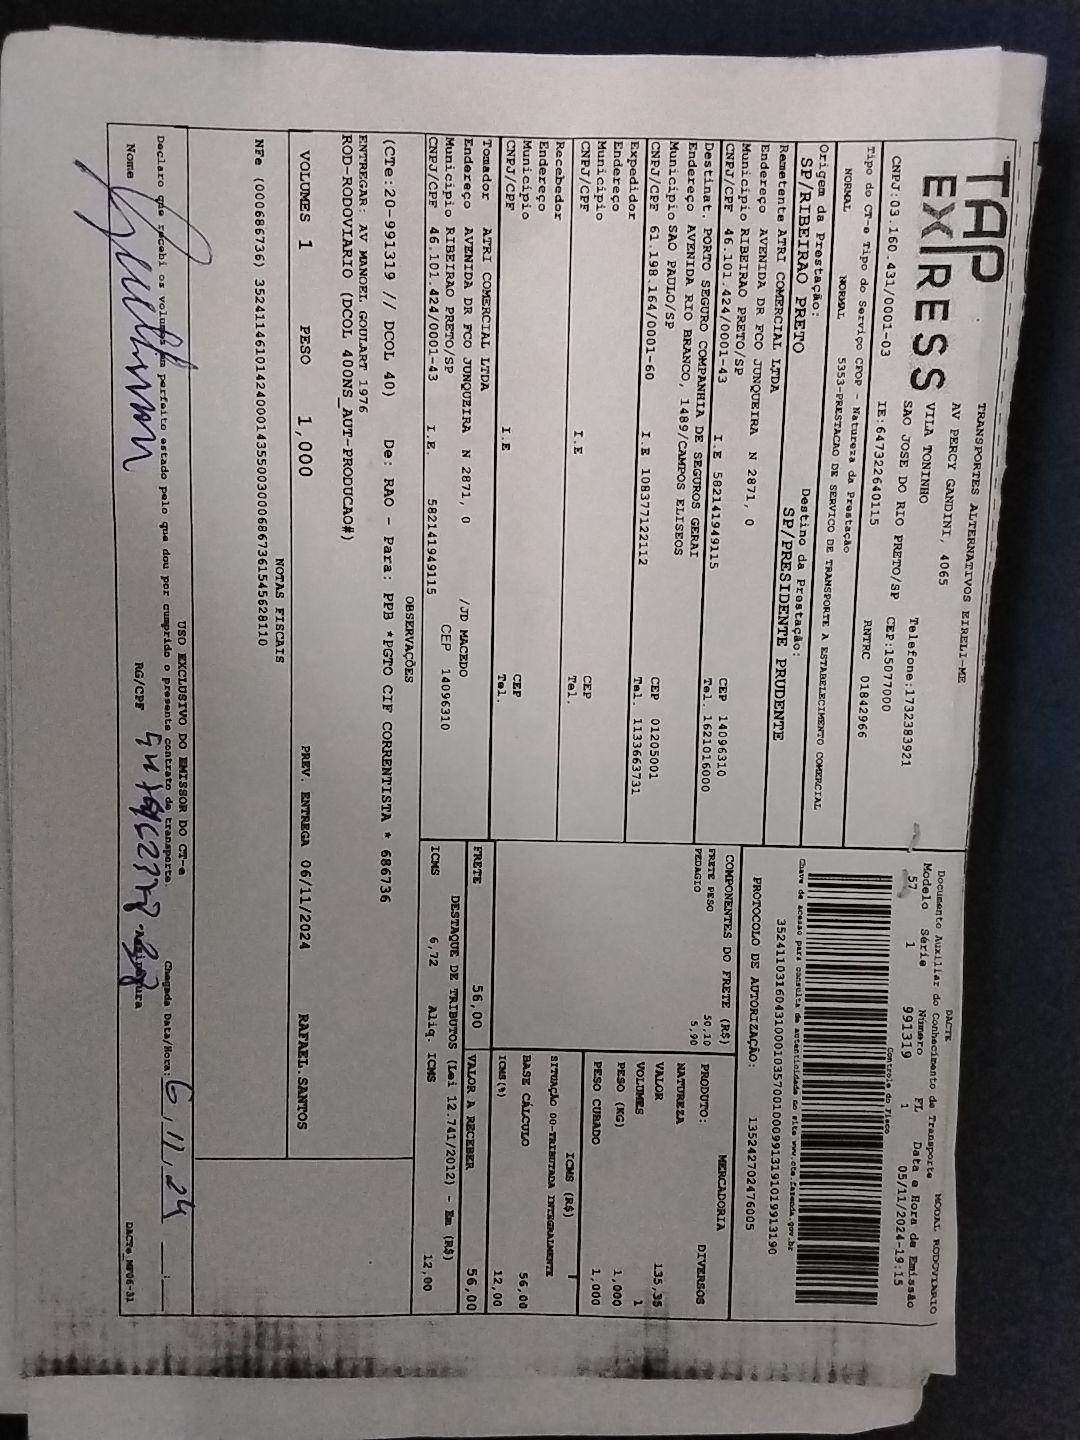 TAP
EXPRESS
TRANSPORTES ALTERNATIVOS EIRELI-ME
AV PERCY GANDINI, 4065
VILA TONINHO
SAO JOSE DO RIO PRETO/SP
Telefone:1732383921
CEP:15077000
CNPJ.03.160.431/0001-03
IE:647322640115
RNTRC 01842966
DACTE
Documento Auxiliar do Conhecimento de Transporte
MODAL RODOVIARIO
Modelo Série Número FL Data e Hora de Emissão
57 1 991319 1 05/11/2024-19:15
Controle do Fisco
Chave de acesso para consulta de autenticidade no site www.cte.fazenda.gov.br
35241103160431000103570010009913191019913190
PROTOCOLO DE AUTORIZAÇÃO: 135242702476005
Tipo do CT-e Tipo do Serviço CFOP - Natureza da Prestação
NORMAL NORMAL 5353-PRESTACAO DE SERVICO DE TRANSPORTE A ESTABELECIMENTO COMERCIAL
Origem da Prestação: Destino da Prestação:
SP/RIBEIRAO PRETO SP/PRESIDENTE PRUDENTE
Remetente ATRI COMERCIAL LTDA
Endereço AVENIDA DR FCO JUNQUEIRA N 2871, 0
Município RIBEIRAO PRETO/SP CEP 14096310
CNPJ/CPF 46.101.424/0001-43 I.E 582141949115 Tel. 1621016000
Destinat. PORTO SEGURO COMPANHIA DE SEGUROS GERAI
Endereço AVENIDA RIO BRANCO, 1489/CAMPOS ELISEOS
Município SAO PAULO/SP CEP 01205001
CNPJ/CPF 61.198.164/0001-60 I.E 108377122112 Tel. 1133663731
Expedidor
Endereço
Município CEP
CNPJ/CPF I.E Tel.
Recebedor
Endereço
Município CEP
CNPJ/CPF I.E Tel.
Tomador ATRI COMERCIAL LTDA
Endereço AVENIDA DR FCO JUNQUEIRA N 2871, 0 /JD MACEDO
Município RIBEIRAO PRETO/SP CEP 14096310
CNPJ/CPF 46.101.424/0001-43 I.E. 582141949115
COMPONENTES DO FRETE (R$)
FRETE PESO 50,10
PEDAGIO 5,90
FRETE 56,00
PRODUTO: MERCADORIA
NATUREZA DIVERSOS
VALOR 135,35
VOLUMES 1
PESO (KG) 1,000
PESO CUBADO 1,000
ICMS (R$)
SITUAÇÃO 00-TRIBUTADA INTEGRALMENTE
BASE CÁLCULO 56,00
ICMS(%) 12,00
VALOR A RECEBER 56,00
DESTAQUE DE TRIBUTOS (Lei 12.741/2012) - Em (R$)
ICMS 6,72 Aliq. ICMS 12,00
OBSERVAÇÕES
(CTe:20-991319 // DCOL 40) De: RAO - Para: PPB *PGTO CIF CORRENTISTA * 686736
ENTREGAR: AV MANOEL GOULART 1976
ROD-RODOVIARIO (DCOL 400NS_AUT-PRODUCAO#)
VOLUMES 1 PESO 1,000 PREV. ENTREGA 06/11/2024 RAFAEL.SANTOS
NOTAS FISCAIS
NFe (000686736) 35241146101424000143550030006867361545628110
USO EXCLUSIVO DO EMISSOR DO CT-e
Declaro que recebi os volumes em perfeito estado pelo que dou por cumprido o presente contrato de transporte. Chegada Data/Hora: 6/11/24
Nome RG/CPF Assinatura DACTe_MP06-31